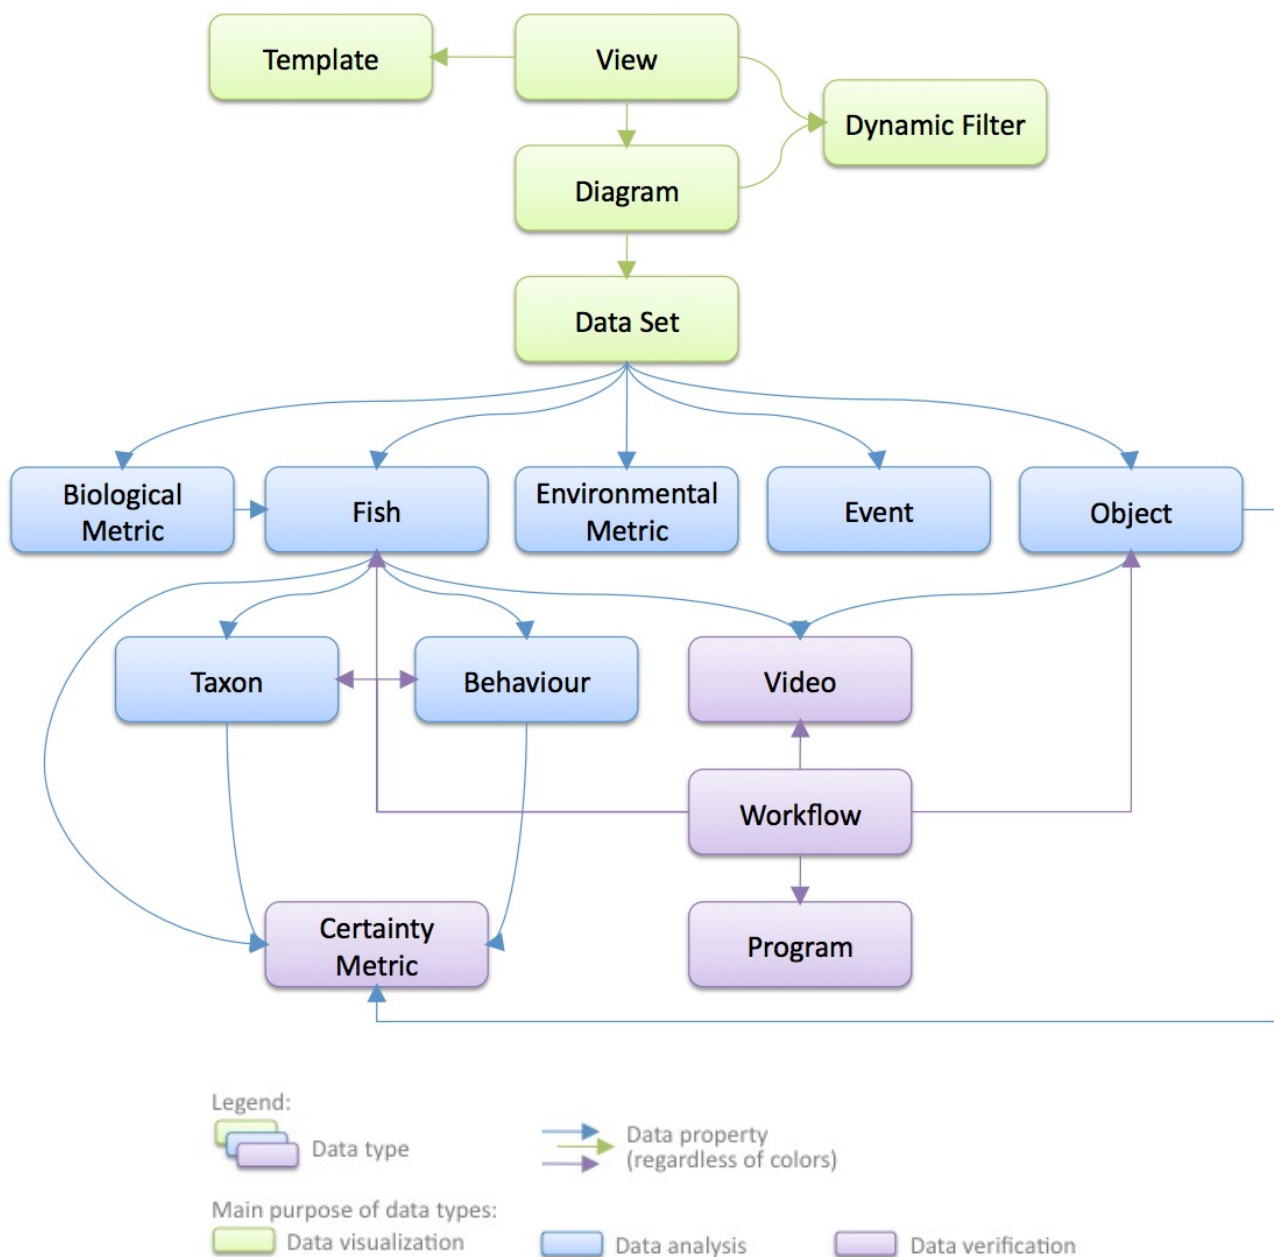 Template
View
Dynamic Filter
Diagram
Data Set
Biological
Metric
Fish
Environmental
Metric
Event
Object
Taxon
Behaviour
Video
Workflow
Certainty
Metric
Program
Legend:
Data type
Data property
(regardless of colors)
Main purpose of data types:
Data visualization
Data analysis
Data verification